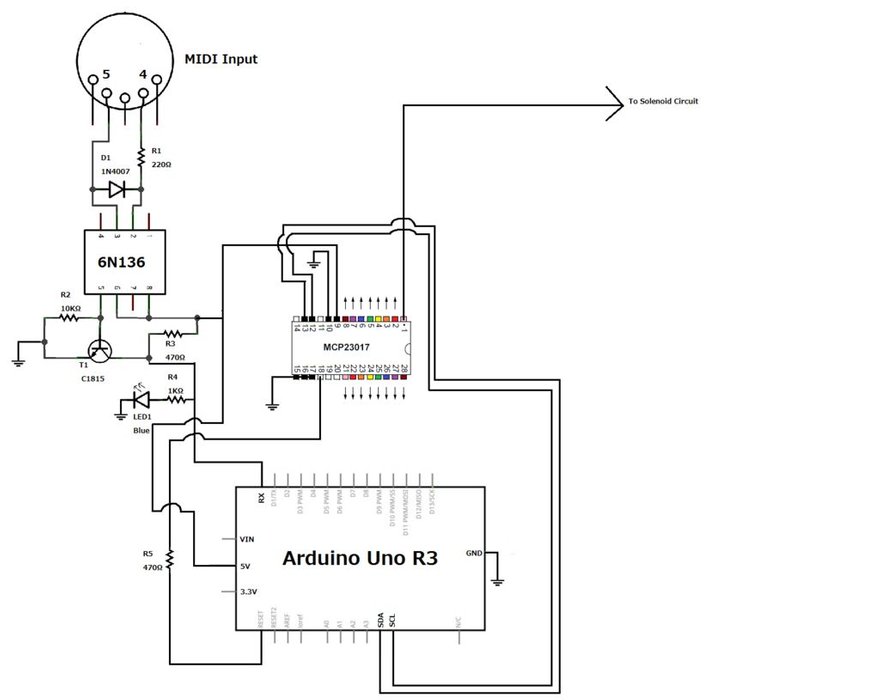 MIDI Input
5 4
R1
220Ω
D1
1N4007
To Solenoid Circuit
4 3 2 1
6N136
5 6 7 8
R2
10KΩ
R3
470Ω
T1
C1815
R4
1KΩ
LED1
Blue
14 13 12 11 10 9 8 7 6 5 4 3 2 1
MCP23017
15 16 17 18 19 20 21 22 23 24 25 26 27 28
RX D1/TX D2 D3 PWM D4 D5 PWM D6 PWM D7 D8 D9 PWM D10 PWM/SS D11 PWM/MOSI D12/MISO D13/SCK
VIN
Arduino Uno R3
GND
5V
3.3V
R5
470Ω
RESET RESET2 AREF ioref A0 A1 A2 A3 SDA SCL N/C